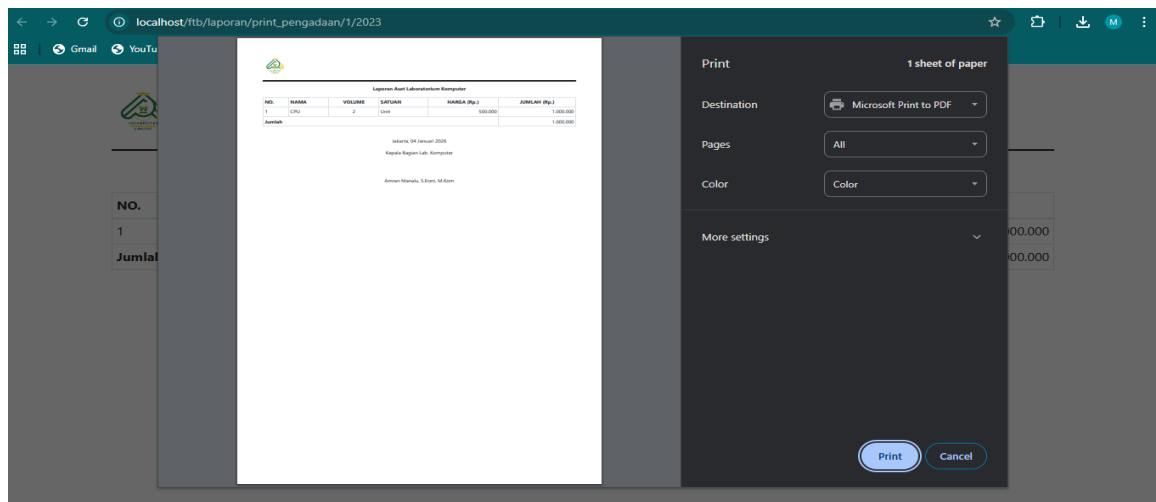 localhost/ftb/laporan/print_pengadaan/1/2023
M
Gmail
YouTu
Print
1 sheet of paper
Destination
Microsoft Print to PDF
Pages
All
Color
Color
More settings
Print
Cancel
Laporan Aset Laboratorium Komputer
NO. NAMA VOLUME SATUAN HARGA (Rp.) JUMLAH (Rp.)
1 CPU 2 Unit 500.000 1.000.000
Jumlah 1.000.000
Jakarta, 04 Januari 2026
Kepala Bagian Lab. Komputer
Amran Manalu, S.Kom, M.Kom
NO.
1 00.000
Jumlal 00.000